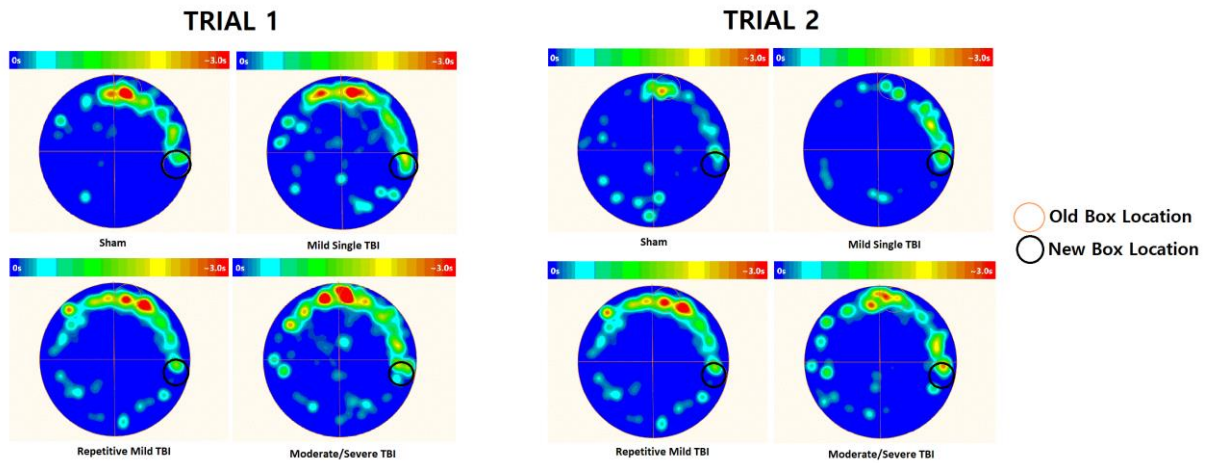 TRIAL 1
TRIAL 2
0s ~3.0s 0s ~3.0s
0s ~3.0s 0s ~3.0s
Sham Mild Single TBI
Sham Mild Single TBI
Old Box Location
New Box Location
0s ~3.0s 0s ~3.0s
0s ~3.0s 0s ~3.0s
Repetitive Mild TBI Moderate/Severe TBI
Repetitive Mild TBI Moderate/Severe TBI